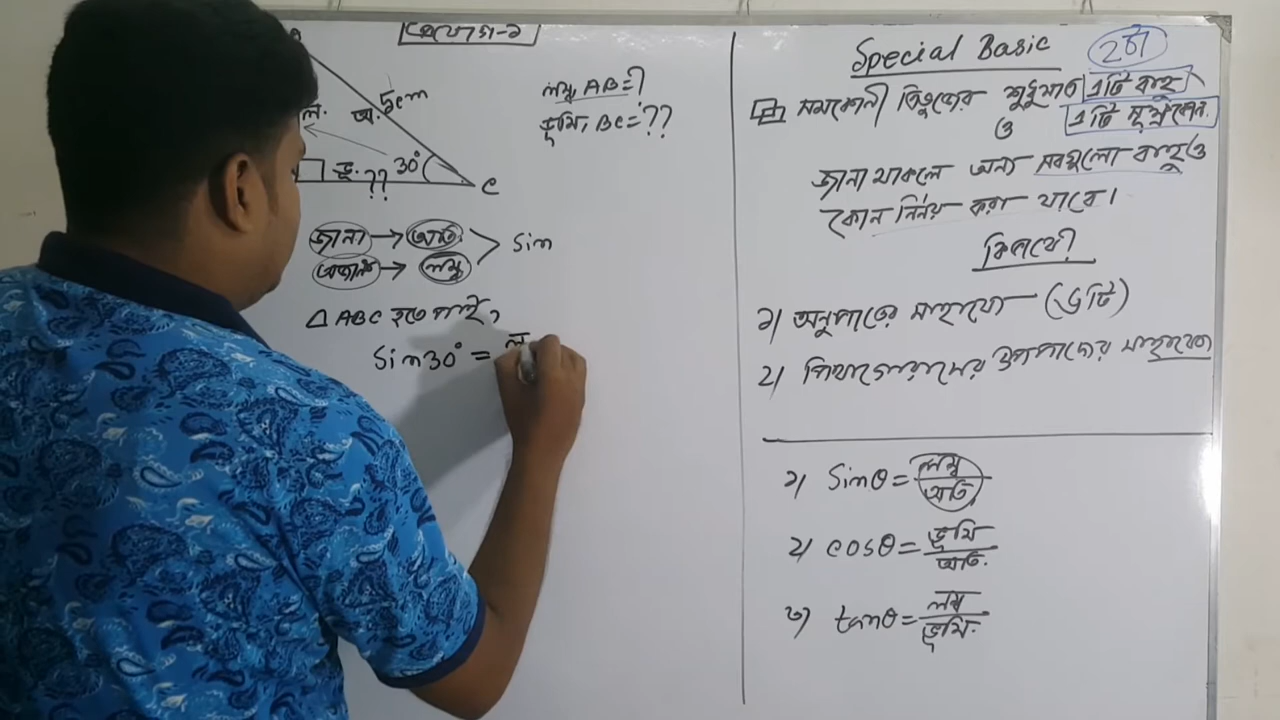 প্রয়োগ-১
5cm
ল.
অ.
ভূ. ??
30°
C
লম্ব AB=?
ভূমি, BC=??
জানা → অতি.
অজানা → লম্ব
Sin
△ABC হতে পাই,
Sin30° = ল
Special Basic
২টা
সমকোণী ত্রিভুজের শুধুমাত্র ১টি বাহু
ও ১টি সূক্ষ্মকোণ
জানা থাকলে অন্য সবগুলো বাহু ও
কোন নির্নয় করা যাবে।
কিভাবে?
১) অনুপাতের সাহায্যে (৩টি)
২) পিথাগোরাসের উপপাদ্যের সাহায্যে
১) Sinθ = লম্ব/অতি
২) cosθ = ভূমি/অতি.
৩) tanθ = লম্ব/ভূমি.